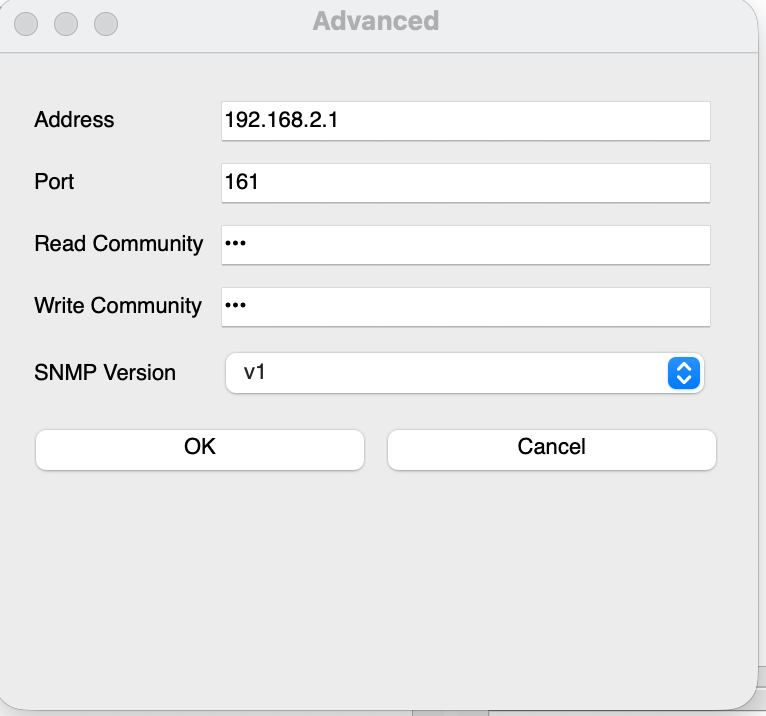 Advanced
Address 192.168.2.1
Port 161
Read Community •••
Write Community •••
SNMP Version v1
OK Cancel